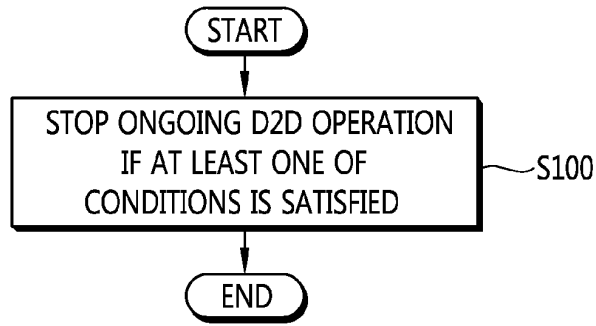 START
STOP ONGOING D2D OPERATION
IF AT LEAST ONE OF
CONDITIONS IS SATISFIED
S100
END